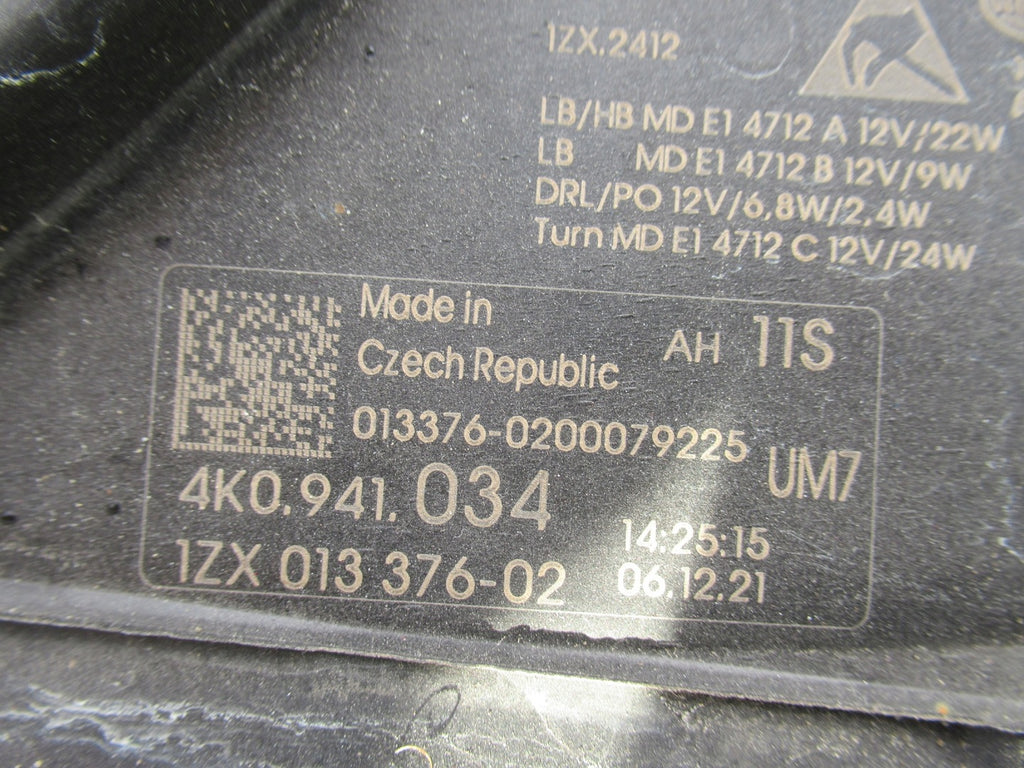 1ZX.2412
LB/HB MD E1 4712 A 12V/22W
LB MD E1 4712 B 12V/9W
DRL/PO 12V/6,8W/2,4W
Turn MD E1 4712 C 12V/24W
Made in
Czech Republic
AH 11S
013376-0200079225
UM7
4K0.941.034
14:25:15
1ZX 013 376-02
06.12.21